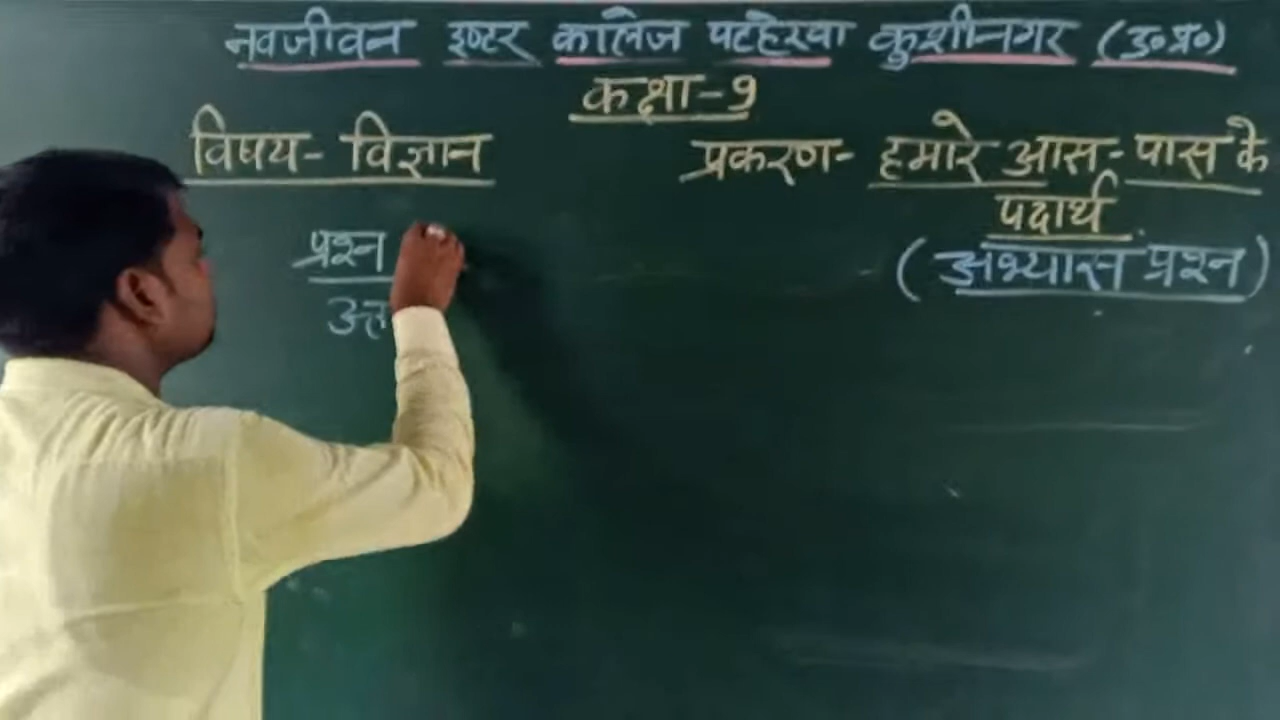 नवजीवन इण्टर कालेज पटहेरवा कुशीनगर (उ०प्र०)
कक्षा-9
विषय- विज्ञान
प्रकरण- हमारे आस-पास के
पदार्थ
(अभ्यास प्रश्न)
प्रश्न